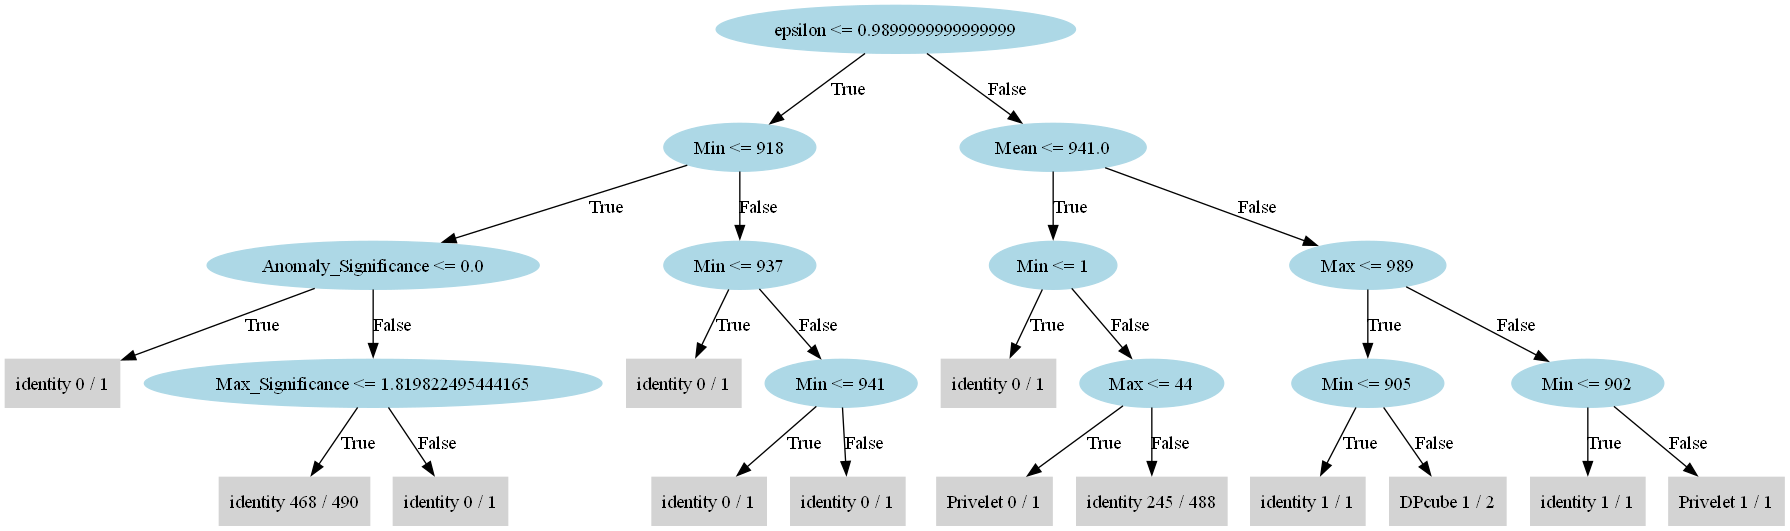 epsilon <= 0.9899999999999999
True
False
Min <= 918
Mean <= 941.0
True
False
True
False
Anomaly_Significance <= 0.0
Min <= 937
Min <= 1
Max <= 989
True
False
True
False
True
False
True
False
identity 0 / 1
Max_Significance <= 1.819822495444165
identity 0 / 1
Min <= 941
identity 0 / 1
Max <= 44
Min <= 905
Min <= 902
True
False
True
False
True
False
True
False
True
False
identity 468 / 490
identity 0 / 1
identity 0 / 1
identity 0 / 1
Privelet 0 / 1
identity 245 / 488
identity 1 / 1
DPcube 1 / 2
identity 1 / 1
Privelet 1 / 1